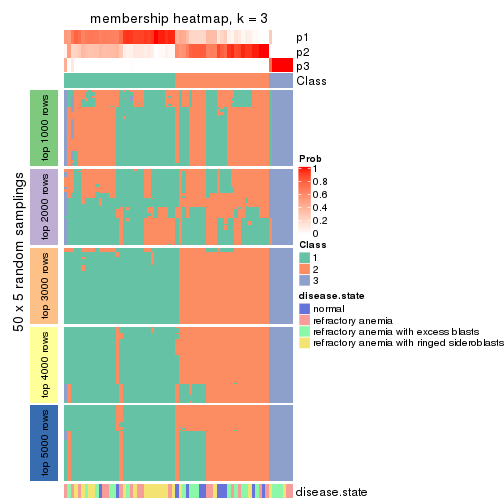 membership heatmap, k = 3
p1
p2
p3
Class
50 x 5 random samplings
top 1000 rows
top 2000 rows
top 3000 rows
top 4000 rows
top 5000 rows
disease.state
Prob
1
0.8
0.6
0.4
0.2
0
Class
1
2
3
disease.state
normal
refractory anemia
refractory anemia with excess blasts
refractory anemia with ringed sideroblasts